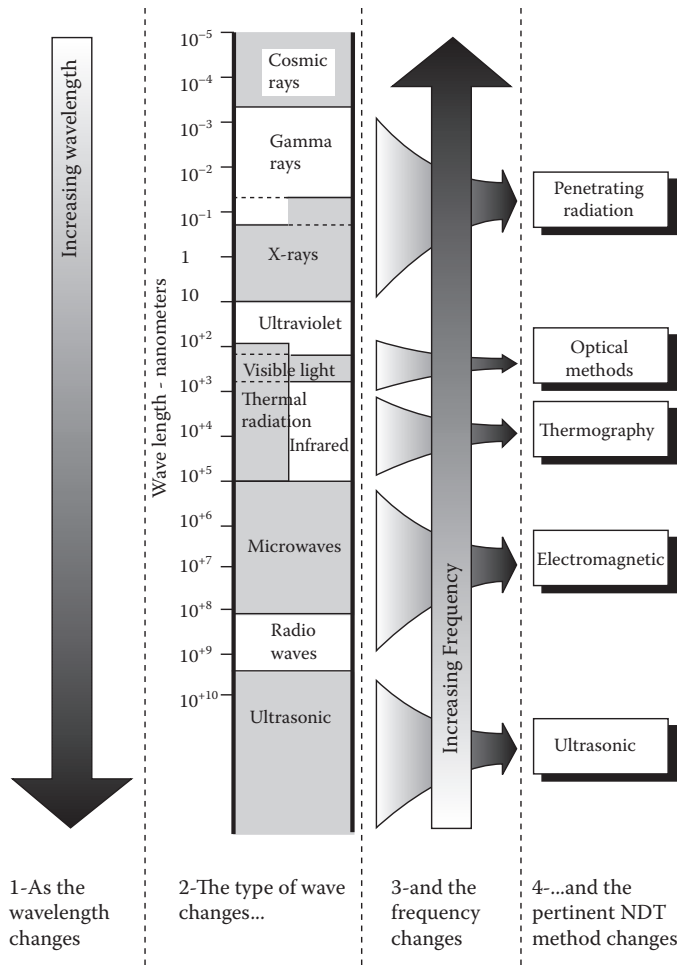 Increasing wavelength
Wave length - nanometers
10⁻⁵
10⁻⁴
10⁻³
10⁻²
10⁻¹
1
10
10⁺²
10⁺³
10⁺⁴
10⁺⁵
10⁺⁶
10⁺⁷
10⁺⁸
10⁺⁹
10⁺¹⁰
Cosmic
rays
Gamma
rays
X-rays
Ultraviolet
Visible light
Thermal
radiation
Infrared
Microwaves
Radio
waves
Ultrasonic
Increasing Frequency
Penetrating
radiation
Optical
methods
Thermography
Electromagnetic
Ultrasonic
1-As the
wavelength
changes
2-The type of wave
changes...
3-and the
frequency
changes
4-...and the
pertinent NDT
method changes